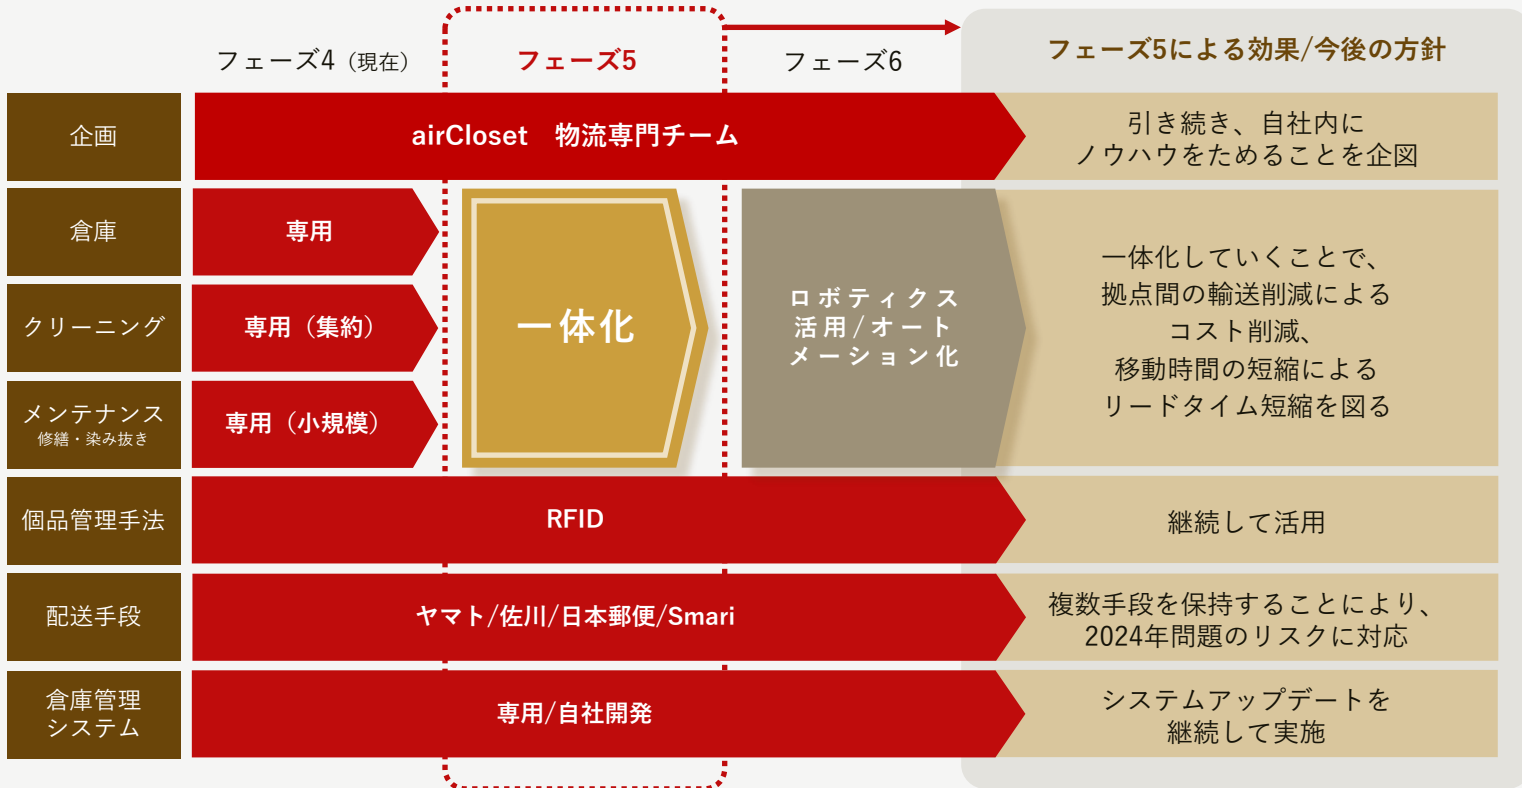 フェーズ4（現在）
フェーズ5
フェーズ6
フェーズ5による効果/今後の方針
企画
airCloset　物流専門チーム
引き続き、自社内に
ノウハウをためることを企図
倉庫
専用
クリーニング
専用（集約）
メンテナンス
修繕・染み抜き
専用（小規模）
一体化
ロボティクス
活用/オート
メーション化
一体化していくことで、
拠点間の輸送削減による
コスト削減、
移動時間の短縮による
リードタイム短縮を図る
個品管理手法
RFID
継続して活用
配送手段
ヤマト/佐川/日本郵便/Smari
複数手段を保持することにより、
2024年問題のリスクに対応
倉庫管理
システム
専用/自社開発
システムアップデートを
継続して実施